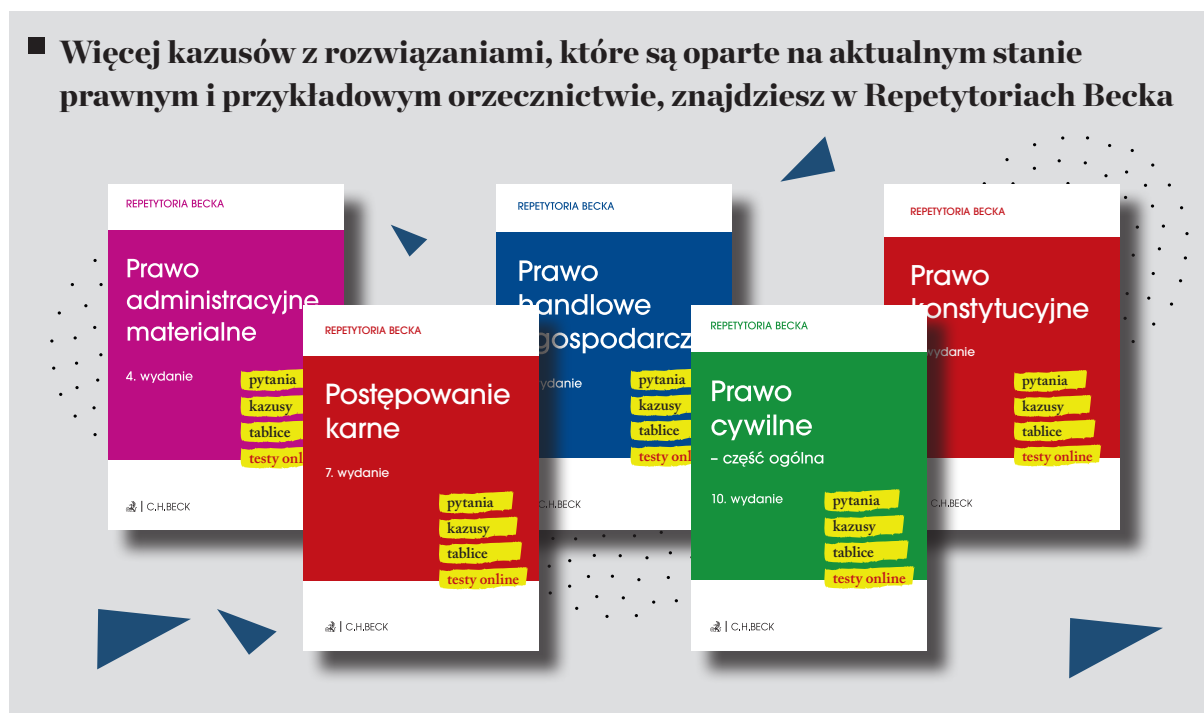 Więcej kazusów z rozwiązaniami, które są oparte na aktualnym stanie
prawnym i przykładowym orzecznictwie, znajdziesz w Repetytoriach Becka
REPETYTORIA BECKA
Prawo
administracyjne
materialne
4. wydanie
pytania
kazusy
tablice
testy onl
C.H.BECK
REPETYTORIA BECKA
Postępowanie
karne
7. wydanie
pytania
kazusy
tablice
testy online
C.H.BECK
REPETYTORIA BECKA
Prawo
handlowe
gospodarcz
wydanie
pytania
kazusy
tablice
testy onl
C.H.BECK
REPETYTORIA BECKA
Prawo
cywilne
– część ogólna
10. wydanie
pytania
kazusy
tablice
testy online
C.H.BECK
REPETYTORIA BECKA
Prawo
konstytucyjne
wydanie
pytania
kazusy
tablice
testy online
C.H.BECK